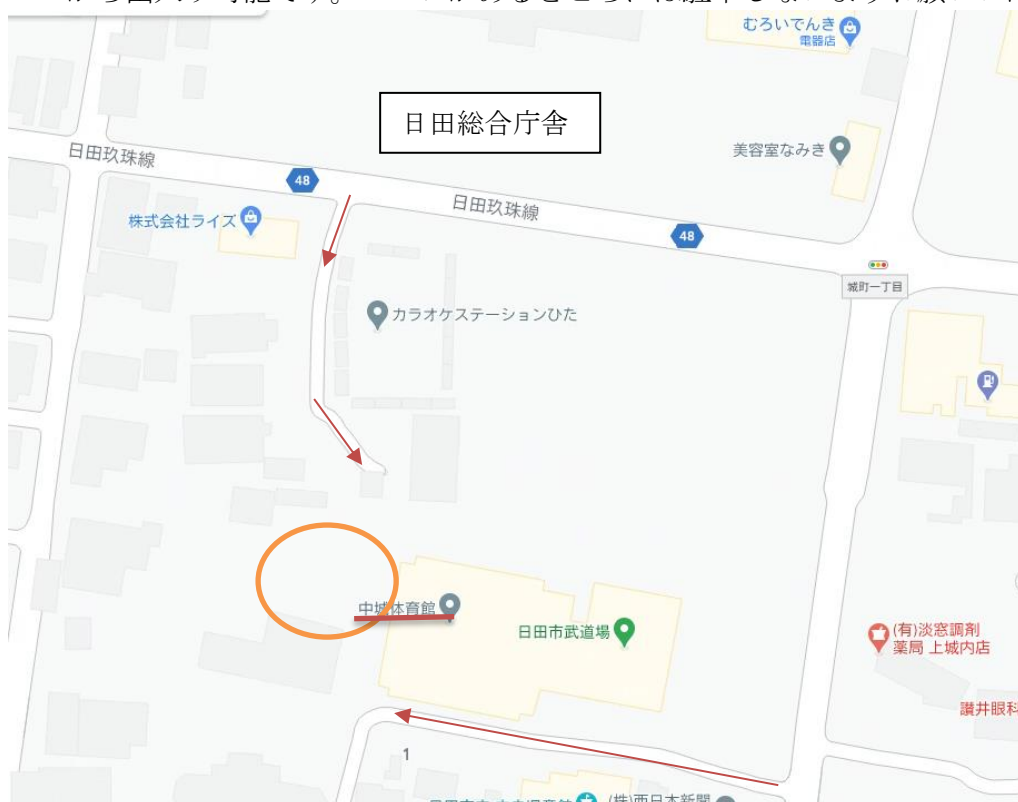 むろいでんき
電器店
日田総合庁舎
美容室なみき
日田玖珠線
48
日田玖珠線
48
株式会社ライズ
城町一丁目
カラオケステーションひた
中城体育館
日田市武道場
(有)淡窓調剤
薬局 上城内店
讃井眼科
1
(株)西日本新聞